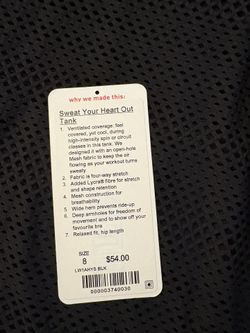 why we made this:
Sweat Your Heart Out
Tank
1. Ventilated coverage: feel
covered, yet cool, during
high-intensity spin or circuit
classes in this tank. We
designed it with an open-hole
Mesh fabric to keep the air
flowing as your workout turns
sweaty
2. Fabric is four-way stretch
3. Added Lycra® fibre for stretch
and shape retention
4. Mesh construction for
breathability
5. Wide hem prevents ride-up
6. Deep armholes for freedom of
movement and to show off your
favourite bra
7. Relaxed fit, hip length
SIZE
8 $54.00
LW1AHYS BLK
000003740030